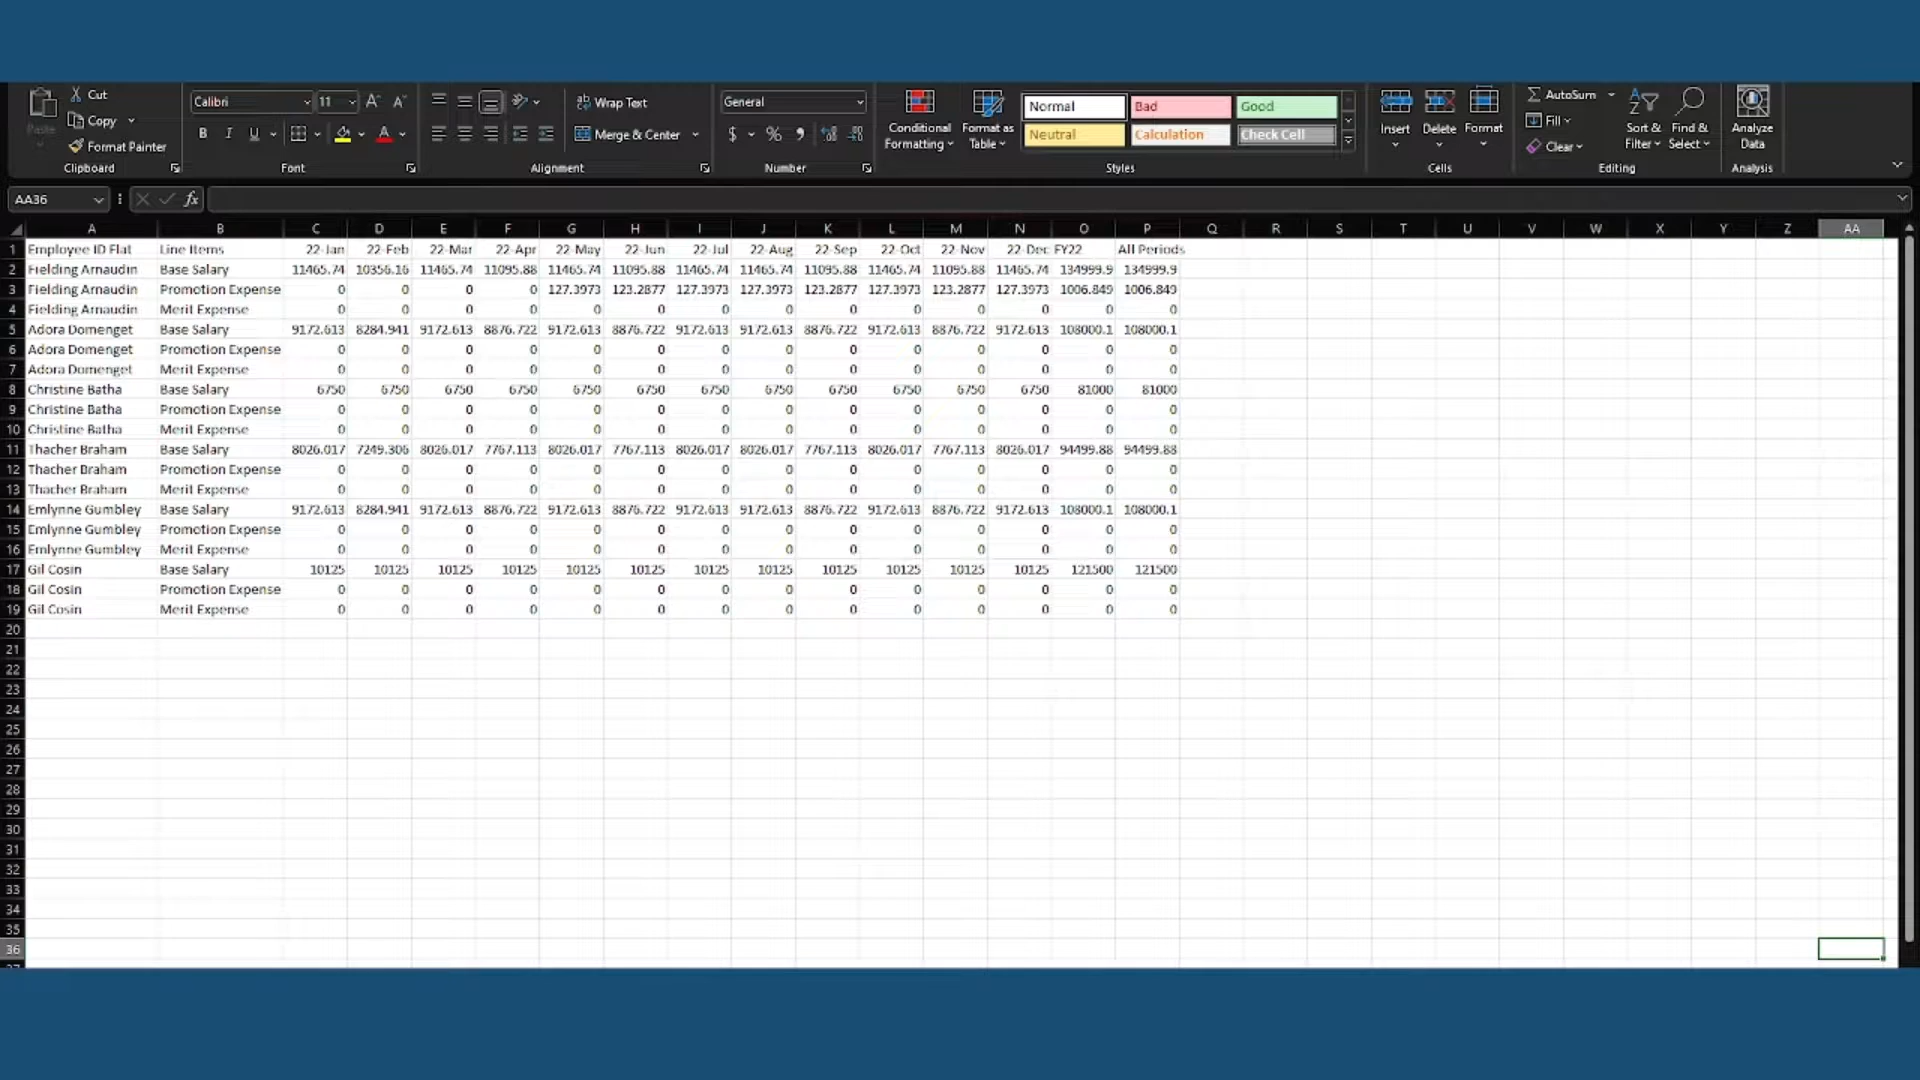 Cut
Copy
Paste
Format Painter
Clipboard
Calibri 11
B I U
Font
Wrap Text
Merge & Center
Alignment
General
$ %
Number
Conditional Formatting
Format as Table
Normal Bad Good
Neutral Calculation Check Cell
Styles
Insert Delete Format
Cells
AutoSum
Fill
Clear
Sort & Filter
Find & Select
Editing
Analyze Data
Analysis
AA36 fx
A B C D E F G H I J K L M N O P Q R S T U V W X Y Z AA
1 Employee ID Flat Line Items 22-Jan 22-Feb 22-Mar 22-Apr 22-May 22-Jun 22-Jul 22-Aug 22-Sep 22-Oct 22-Nov 22-Dec FY22 All Periods
2 Fielding Arnaudin Base Salary 11465.74 10356.16 11465.74 11095.88 11465.74 11095.88 11465.74 11465.74 11095.88 11465.74 11095.88 11465.74 134999.9 134999.9
3 Fielding Arnaudin Promotion Expense 0 0 0 0 127.3973 123.2877 127.3973 127.3973 123.2877 127.3973 123.2877 127.3973 1006.849 1006.849
4 Fielding Arnaudin Merit Expense 0 0 0 0 0 0 0 0 0 0 0 0 0 0
5 Adora Domenget Base Salary 9172.613 8284.941 9172.613 8876.722 9172.613 8876.722 9172.613 9172.613 8876.722 9172.613 8876.722 9172.613 108000.1 108000.1
6 Adora Domenget Promotion Expense 0 0 0 0 0 0 0 0 0 0 0 0 0 0
7 Adora Domenget Merit Expense 0 0 0 0 0 0 0 0 0 0 0 0 0 0
8 Christine Batha Base Salary 6750 6750 6750 6750 6750 6750 6750 6750 6750 6750 6750 6750 81000 81000
9 Christine Batha Promotion Expense 0 0 0 0 0 0 0 0 0 0 0 0 0 0
10 Christine Batha Merit Expense 0 0 0 0 0 0 0 0 0 0 0 0 0 0
11 Thacher Braham Base Salary 8026.017 7249.306 8026.017 7767.113 8026.017 7767.113 8026.017 8026.017 7767.113 8026.017 7767.113 8026.017 94499.88 94499.88
12 Thacher Braham Promotion Expense 0 0 0 0 0 0 0 0 0 0 0 0 0 0
13 Thacher Braham Merit Expense 0 0 0 0 0 0 0 0 0 0 0 0 0 0
14 Emlynne Gumbley Base Salary 9172.613 8284.941 9172.613 8876.722 9172.613 8876.722 9172.613 9172.613 8876.722 9172.613 8876.722 9172.613 108000.1 108000.1
15 Emlynne Gumbley Promotion Expense 0 0 0 0 0 0 0 0 0 0 0 0 0 0
16 Emlynne Gumbley Merit Expense 0 0 0 0 0 0 0 0 0 0 0 0 0 0
17 Gil Cosin Base Salary 10125 10125 10125 10125 10125 10125 10125 10125 10125 10125 10125 10125 121500 121500
18 Gil Cosin Promotion Expense 0 0 0 0 0 0 0 0 0 0 0 0 0 0
19 Gil Cosin Merit Expense 0 0 0 0 0 0 0 0 0 0 0 0 0 0
20
21
22
23
24
25
26
27
28
29
30
31
32
33
34
35
36